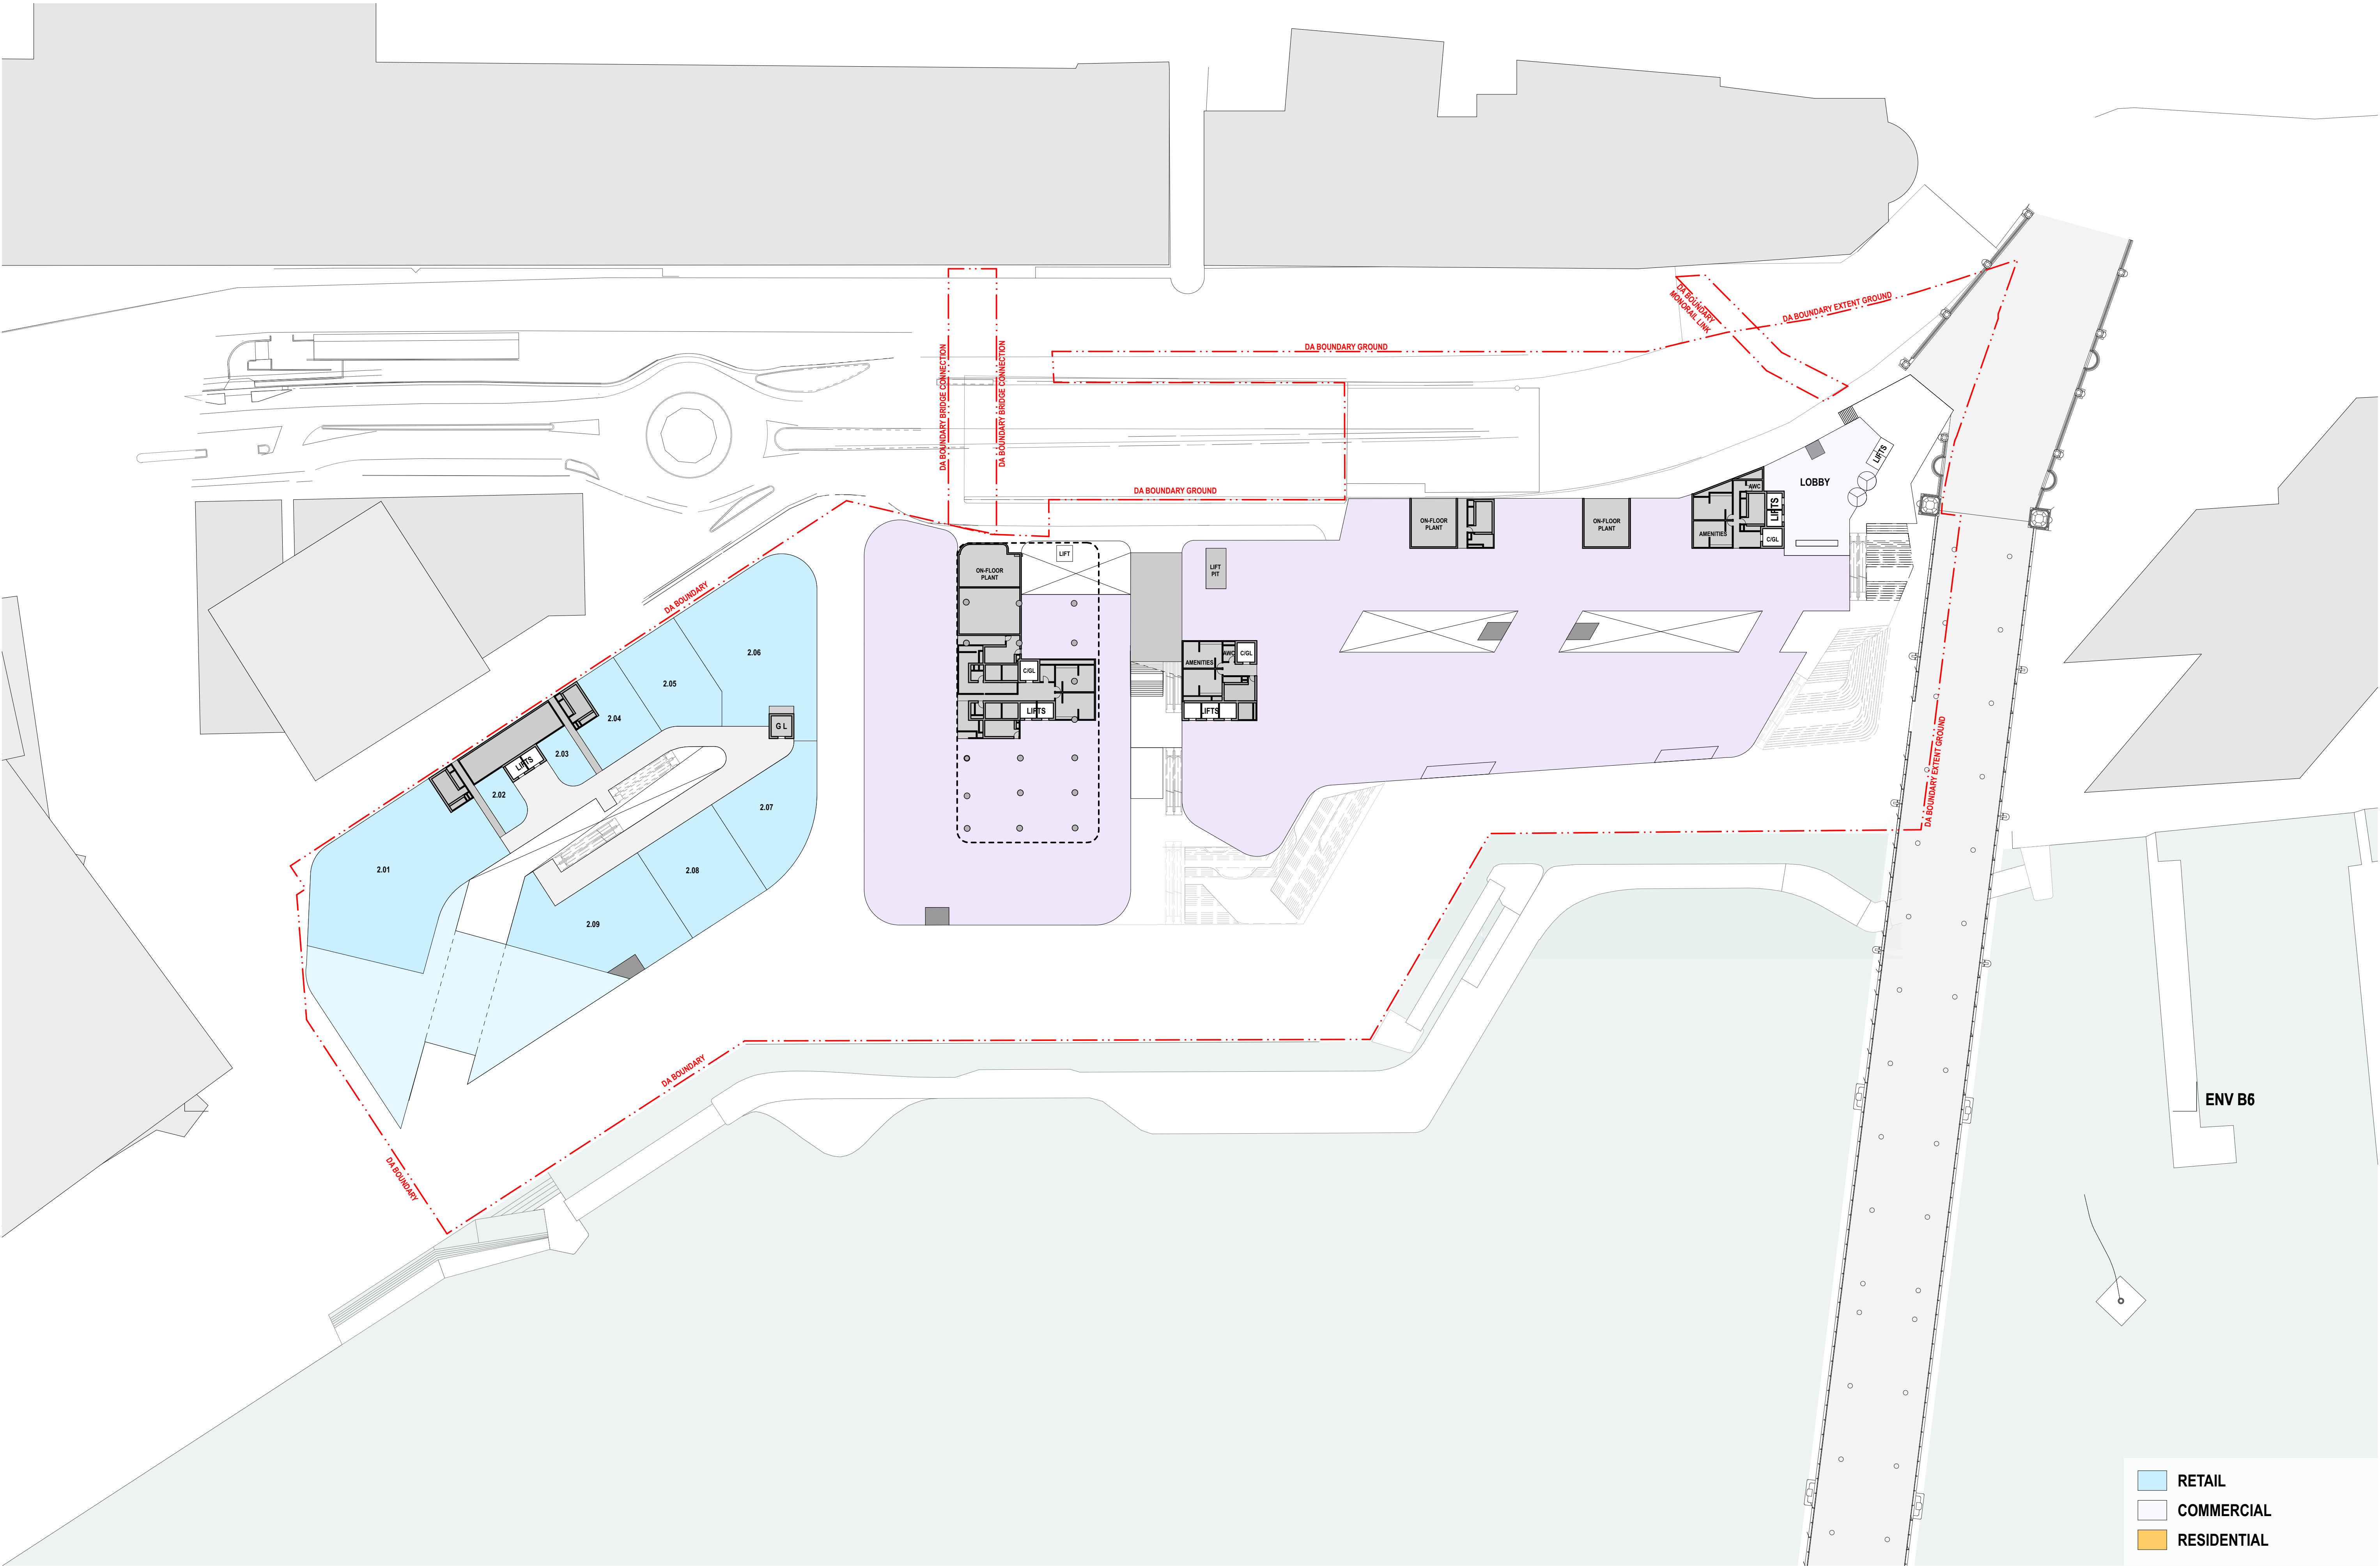 DA BOUNDARY
MONORAIL LINK
DA BOUNDARY EXTENT GROUND
DA BOUNDARY BRIDGE CONNECTION
DA BOUNDARY BRIDGE CONNECTION
DA BOUNDARY GROUND
DA BOUNDARY GROUND
LIFTS
LOBBY
AWC
LIFTS
AMENITIES
C/GL
ON-FLOOR
PLANT
ON-FLOOR
PLANT
LIFT
LIFT
PIT
ON-FLOOR
PLANT
DA BOUNDARY
2.06
2.05
2.04
2.03
2.02
2.01
LIFTS
G L
C/GL
LIFTS
AMENITIES
AWC
C/GL
LIFTS
2.07
2.08
2.09
DA BOUNDARY EXTENT GROUND
DA BOUNDARY
DA BOUNDARY
ENV B6
RETAIL
COMMERCIAL
RESIDENTIAL